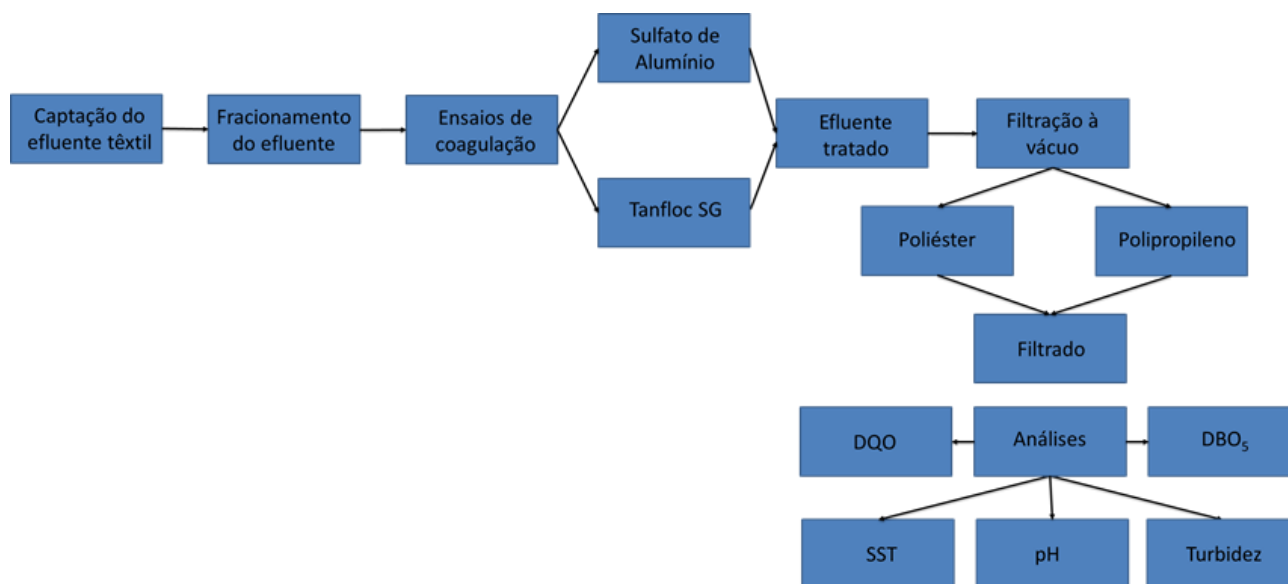 Captação do
efluente têxtil
Fracionamento
do efluente
Ensaios de
coagulação
Sulfato de
Alumínio
Tanfloc SG
Efluente
tratado
Filtração à
vácuo
Poliéster
Polipropileno
Filtrado
DQO
Análises
DBO₅
SST
pH
Turbidez